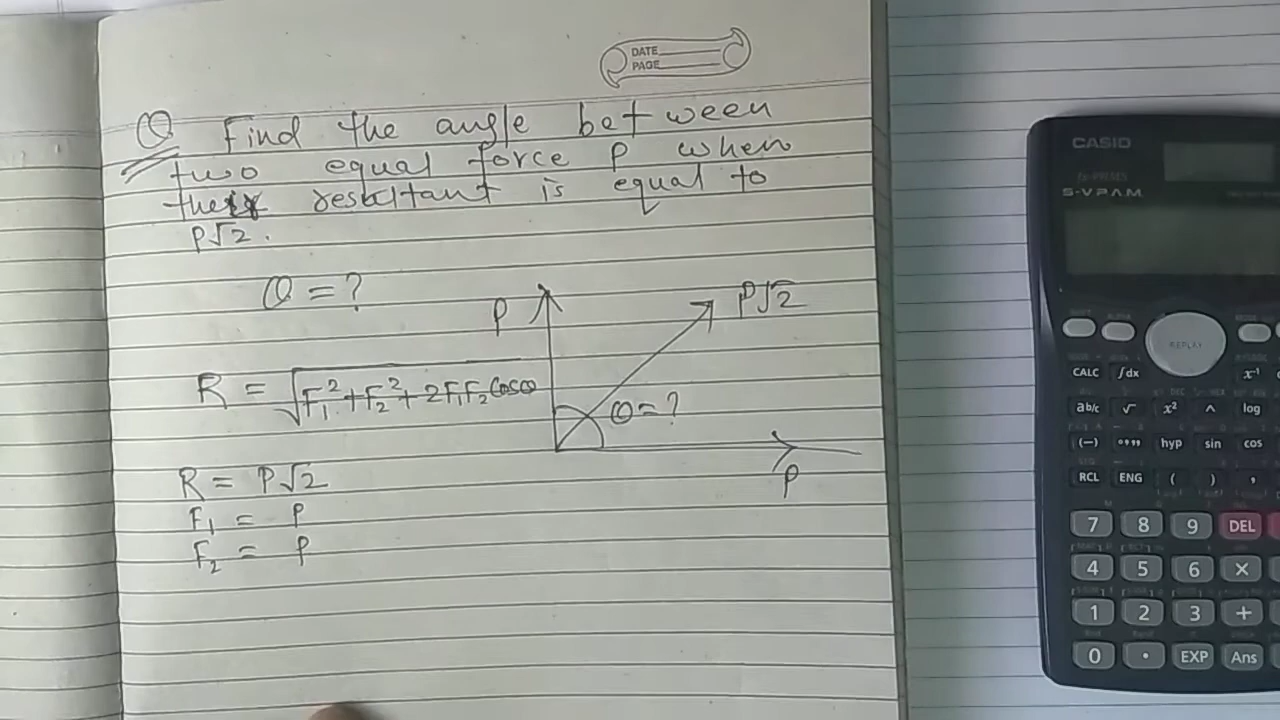 DATE
PAGE
Q Find the angle between
two equal force P when
their resultant is equal to
P√2.
θ = ?
P
P√2
R = √F₁² + F₂² + 2F₁F₂ Cosθ
θ = ?
P
R = P√2
F₁ = P
F₂ = P
CASIO
S-V.P.A.M.
REPLAY
CALC ∫dx x⁻¹
ab/c √ x² ^ log
(−) °'" hyp sin cos
RCL ENG ( ) ,
7 8 9 DEL
4 5 6 ×
1 2 3 +
0 . EXP Ans